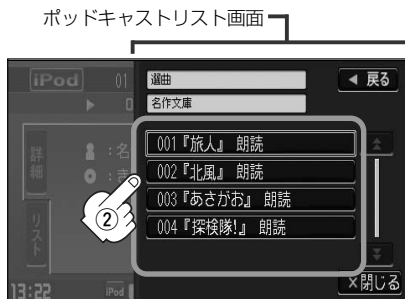 ポッドキャストリスト画面
iPod 01 選曲 ◀ 戻る
▶ 0 名作文庫
001『旅人』 朗読
詳細 :名
002『北風』 朗読
:き
003『あさがお』 朗読
②
リスト
004『探検隊!』 朗読
13:22 iPod ×閉じる